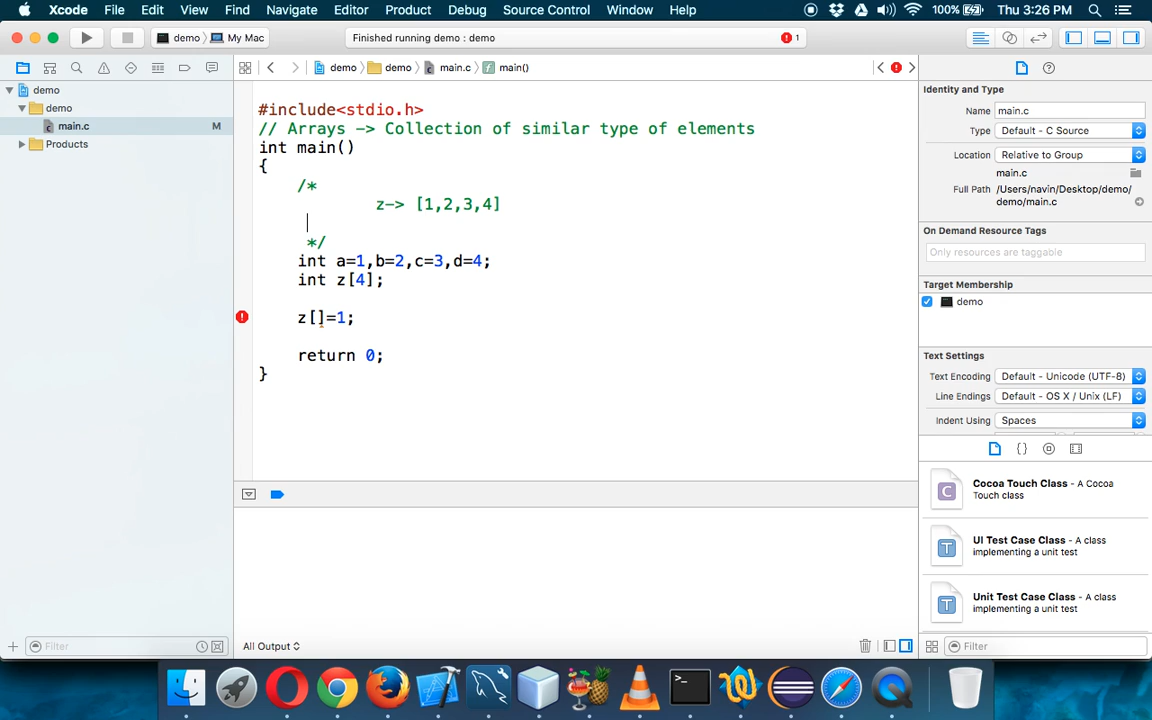 Xcode File Edit View Find Navigate Editor Product Debug Source Control Window Help 100% Thu 3:26 PM
demo My Mac Finished running demo : demo 1
demo demo main.c main()
demo
demo
main.c M
Products
#include<stdio.h>
// Arrays -> Collection of similar type of elements
int main()
{
/*
z-> [1,2,3,4]
*/
int a=1,b=2,c=3,d=4;
int z[4];
z[]=1;
return 0;
}
Identity and Type
Name main.c
Type Default - C Source
Location Relative to Group
main.c
Full Path /Users/navin/Desktop/demo/
demo/main.c
On Demand Resource Tags
Only resources are taggable
Target Membership
demo
Text Settings
Text Encoding Default - Unicode (UTF-8)
Line Endings Default - OS X / Unix (LF)
Indent Using Spaces
{ }
C Cocoa Touch Class - A Cocoa
Touch class
T UI Test Case Class - A class
implementing a unit test
T Unit Test Case Class - A class
implementing a unit test
Filter
All Output
Filter